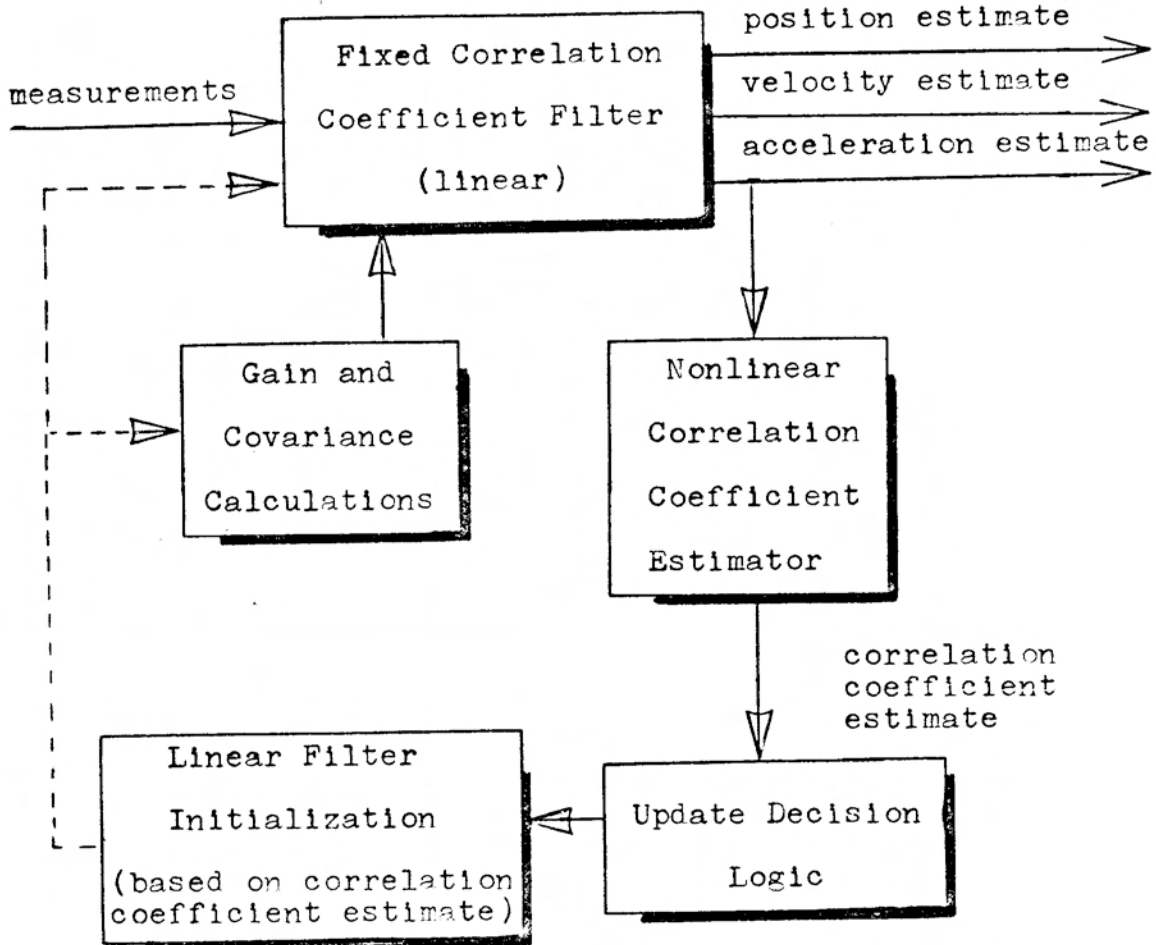 position estimate
Fixed Correlation
Coefficient Filter
(linear)
measurements
velocity estimate
acceleration estimate
Gain and
Covariance
Calculations
Nonlinear
Correlation
Coefficient
Estimator
correlation
coefficient
estimate
Linear Filter
Initialization
(based on correlation
coefficient estimate)
Update Decision
Logic